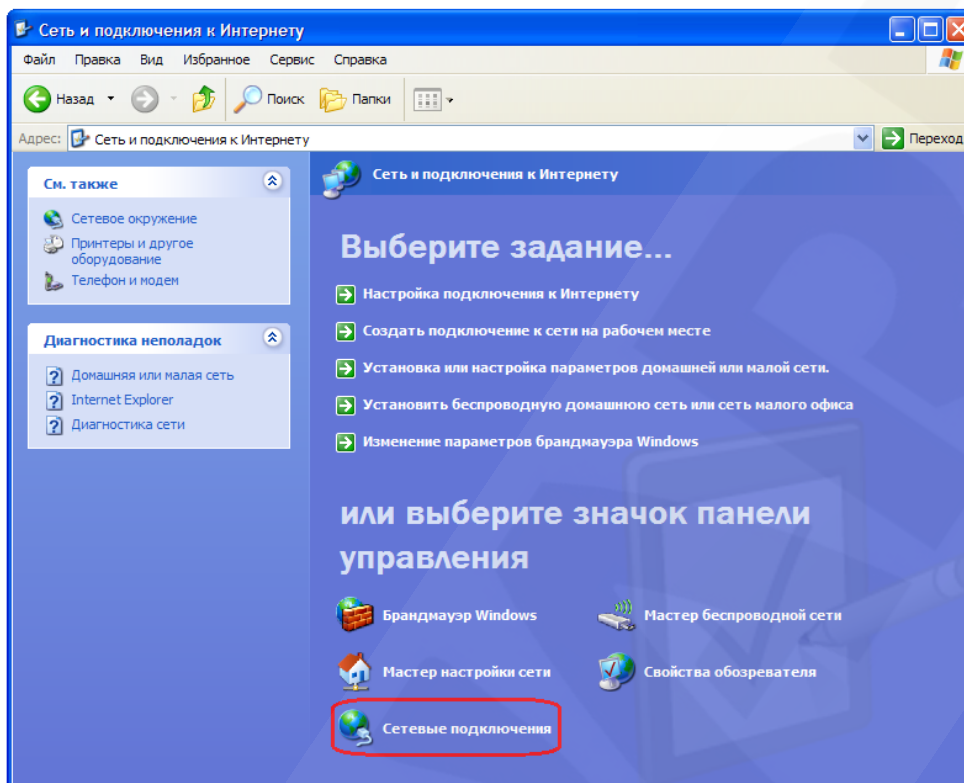 Сеть и подключения к Интернету
Файл Правка Вид Избранное Сервис Справка
Назад Поиск Папки
Адрес: Сеть и подключения к Интернету Переход
См. также
Сетевое окружение
Принтеры и другое
оборудование
Телефон и модем
Диагностика неполадок
Домашняя или малая сеть
Internet Explorer
Диагностика сети
Сеть и подключения к Интернету
Выберите задание...
Настройка подключения к Интернету
Создать подключение к сети на рабочем месте
Установка или настройка параметров домашней или малой сети.
Установить беспроводную домашнюю сеть или сеть малого офиса
Изменение параметров брандмауэра Windows
или выберите значок панели
управления
Брандмауэр Windows Мастер беспроводной сети
Мастер настройки сети Свойства обозревателя
Сетевые подключения